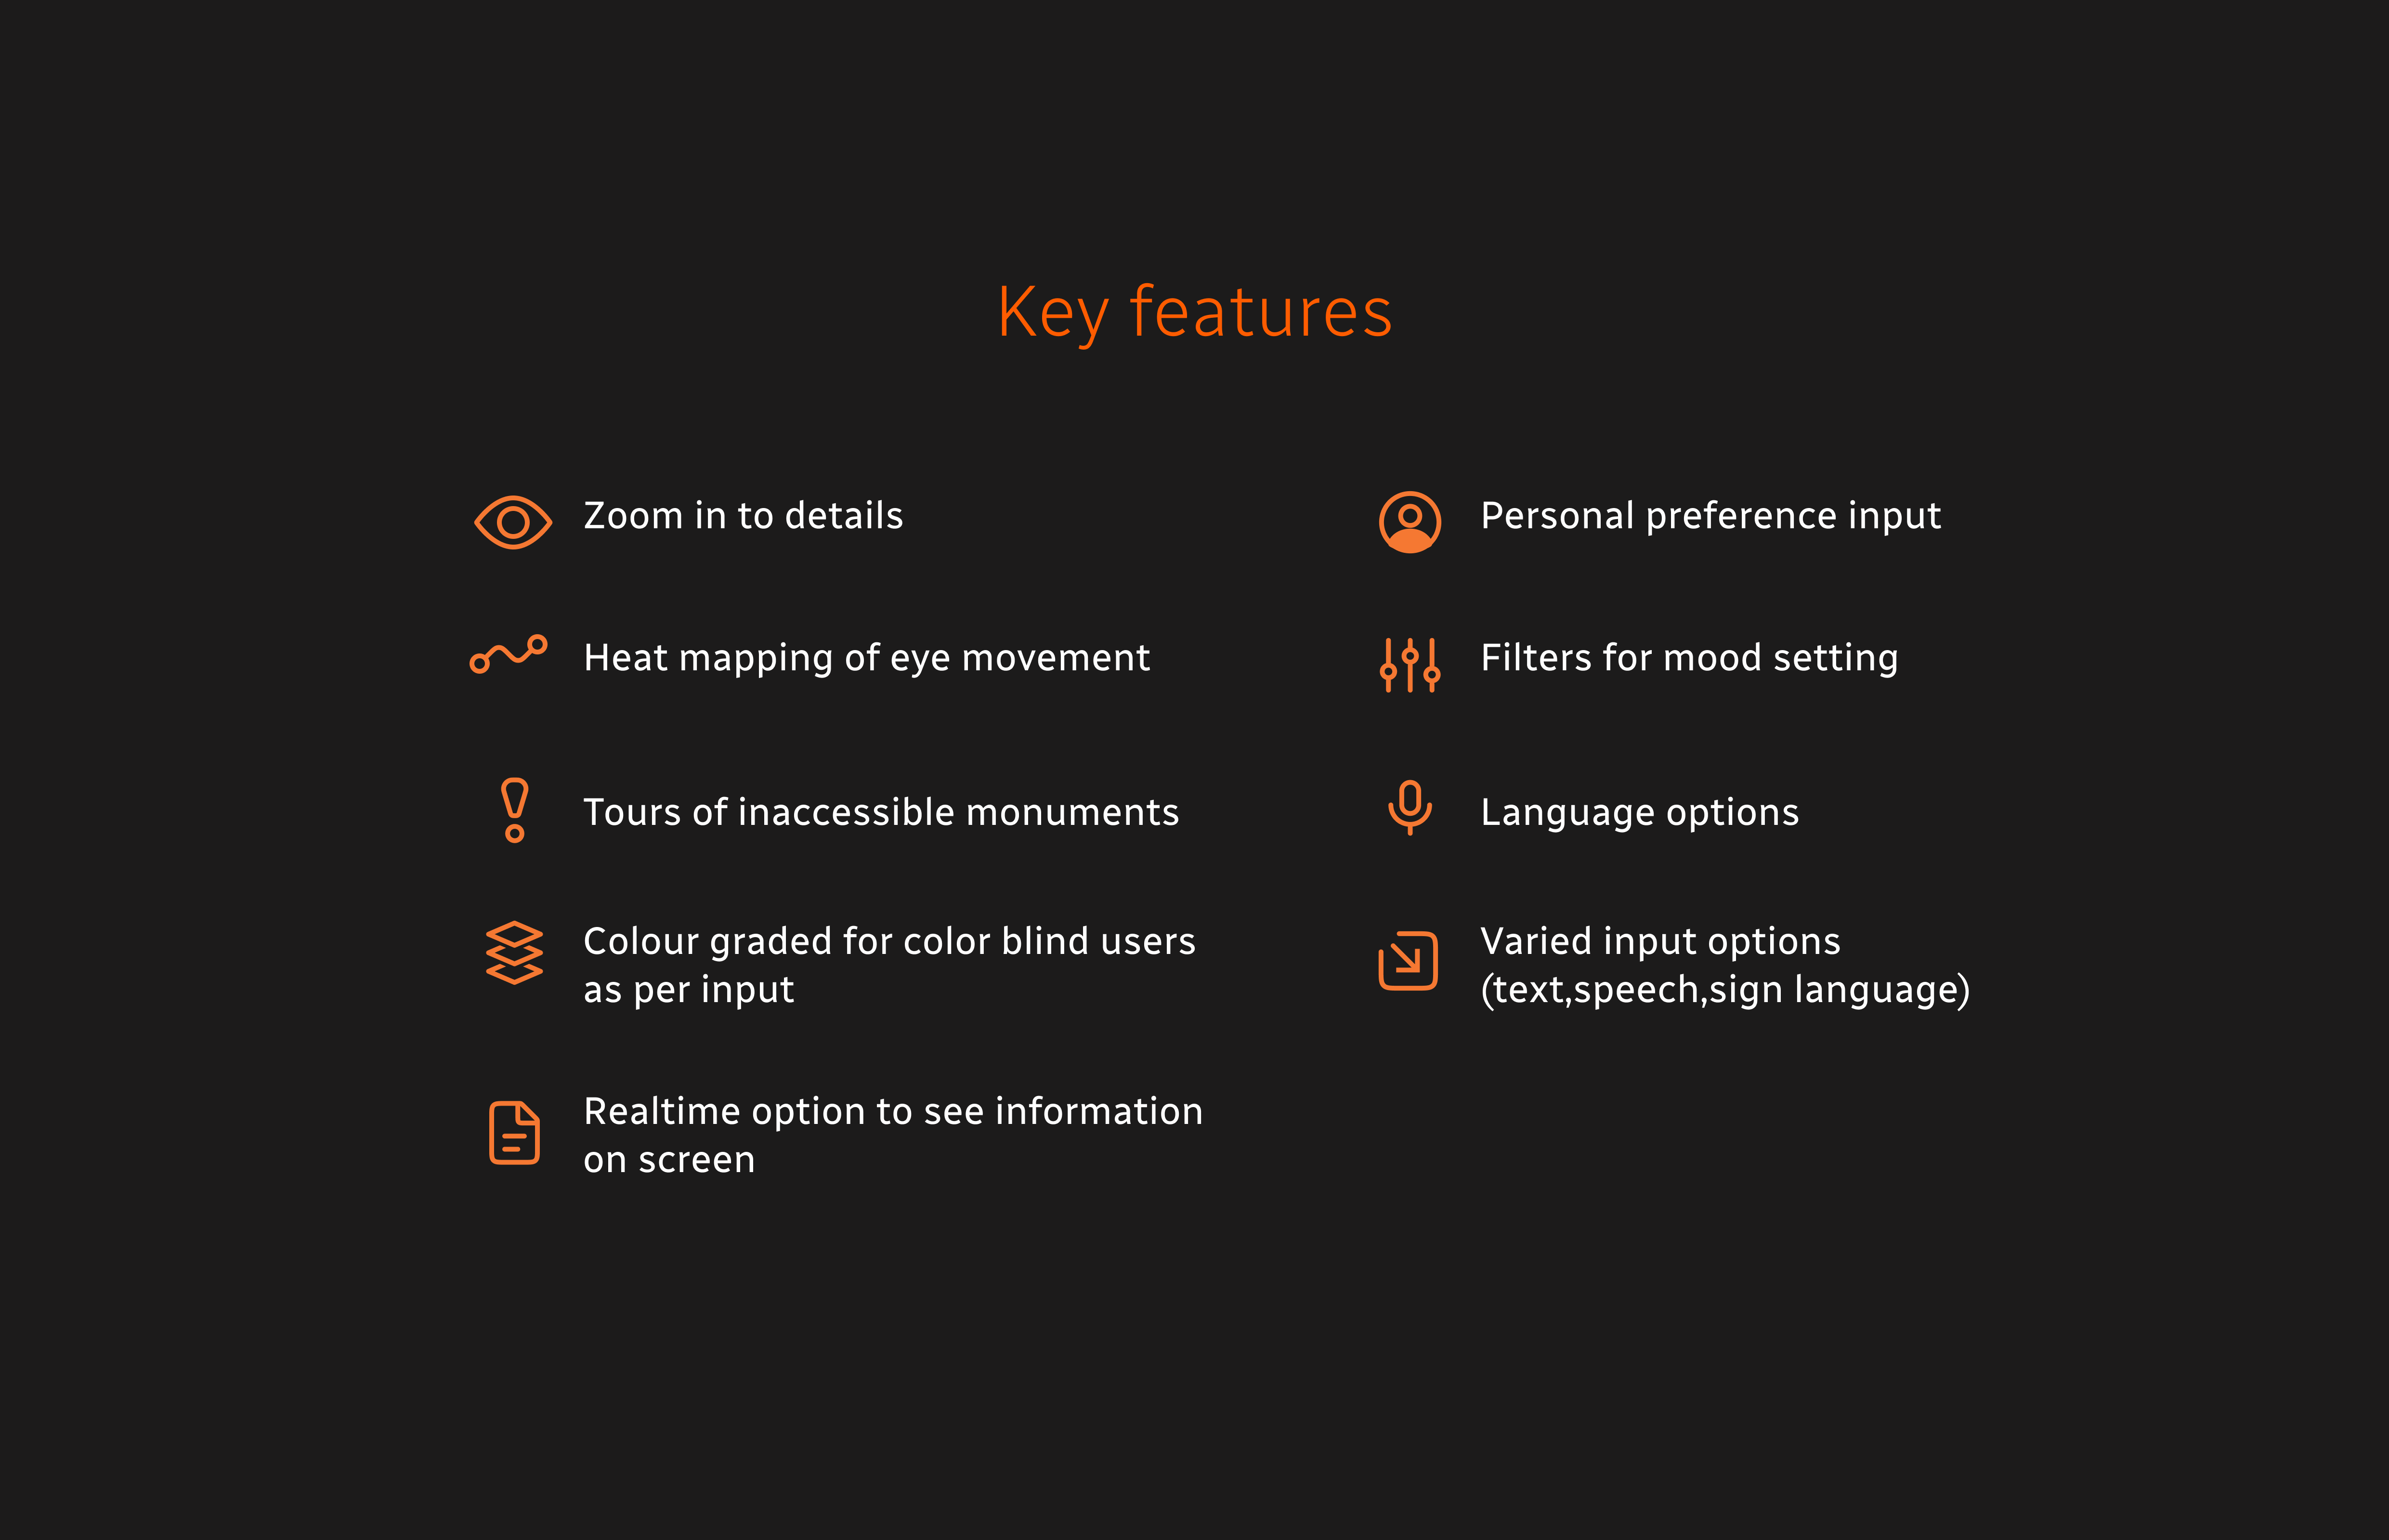 Key features
Zoom in to details
Heat mapping of eye movement
Tours of inaccessible monuments
Colour graded for color blind users
as per input
Realtime option to see information
on screen
Personal preference input
Filters for mood setting
Language options
Varied input options
(text,speech,sign language)